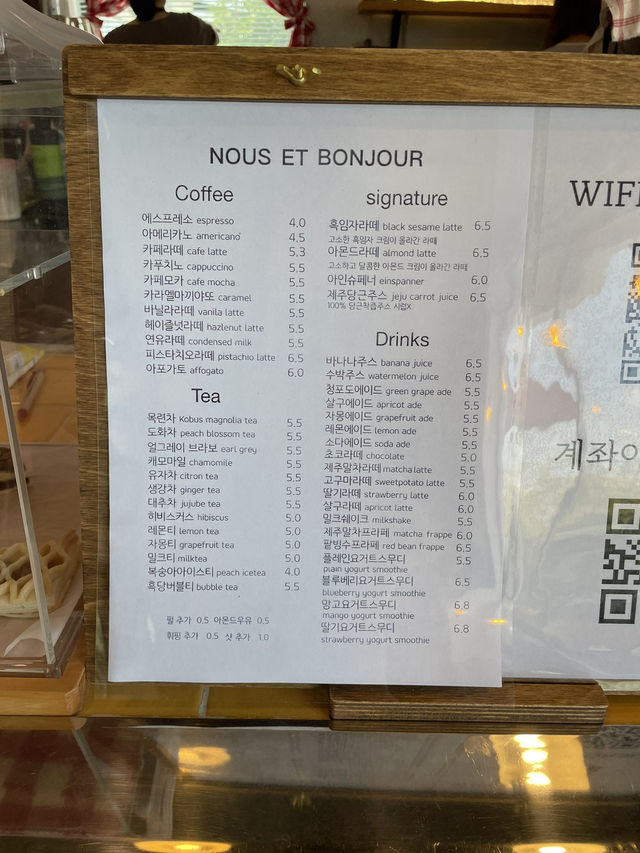 NOUS ET BONJOUR
Coffee
에스프레소 espresso 4.0
아메리카노 americano 4.5
카페라떼 cafe latte 5.3
카푸치노 cappuccino 5.5
카페모카 cafe mocha 5.5
카라멜마끼야또 caramel 5.5
바닐라라떼 vanila latte 5.5
헤이즐넛라떼 hazlenut latte 5.5
연유라떼 condensed milk 5.5
피스타치오라떼 pistachio latte 6.5
아포가토 affogato 6.0
Tea
목련차 Kobus magnolia tea 5.5
도화차 peach blossom tea 5.5
얼그레이 브라보 earl grey 5.5
캐모마일 chamomile 5.5
유자차 citron tea 5.5
생강차 ginger tea 5.5
대추차 jujube tea 5.5
히비스커스 hibiscus 5.0
레몬티 lemon tea 5.0
자몽티 grapefruit tea 5.0
밀크티 milktea 5.0
복숭아아이스티 peach icetea 4.0
흑당버블티 bubble tea 5.5
펄 추가 0.5 아몬드우유 0.5
휘핑 추가 0.5 샷 추가 1.0
signature
흑임자라떼 black sesame latte 6.5
고소한 흑임자 크림이 올라간 라떼
아몬드라떼 almond latte 6.5
고소하고 달콤한 아몬드 크림이 올라간 라떼
아인슈페너 einspanner 6.0
제주당근주스 jeju carrot juice 6.5
100% 당근착즙주스 시럽X
Drinks
바나나주스 banana juice 6.5
수박주스 watermelon juice 6.5
청포도에이드 green grape ade 5.5
살구에이드 apricot ade 5.5
자몽에이드 grapefruit ade 5.5
레몬에이드 lemon ade 5.5
소다에이드 soda ade 5.5
초코라떼 chocolate 5.0
제주말차라떼 matcha latte 5.5
고구마라떼 sweetpotato latte 5.5
딸기라떼 strawberry latte 6.0
살구라떼 apricot latte 6.0
밀크쉐이크 milkshake 5.5
제주말차프라페 matcha frappe 6.0
팥빙수프라페 red bean frappe 6.5
플레인요거트스무디 5.5
plain yogurt smoothie
블루베리요거트스무디 6.5
blueberry yogurt smoothie
망고요거트스무디 6.8
mango yogurt smoothie
딸기요거트스무디 6.8
strawberry yogurt smoothie
WIFI
계좌이